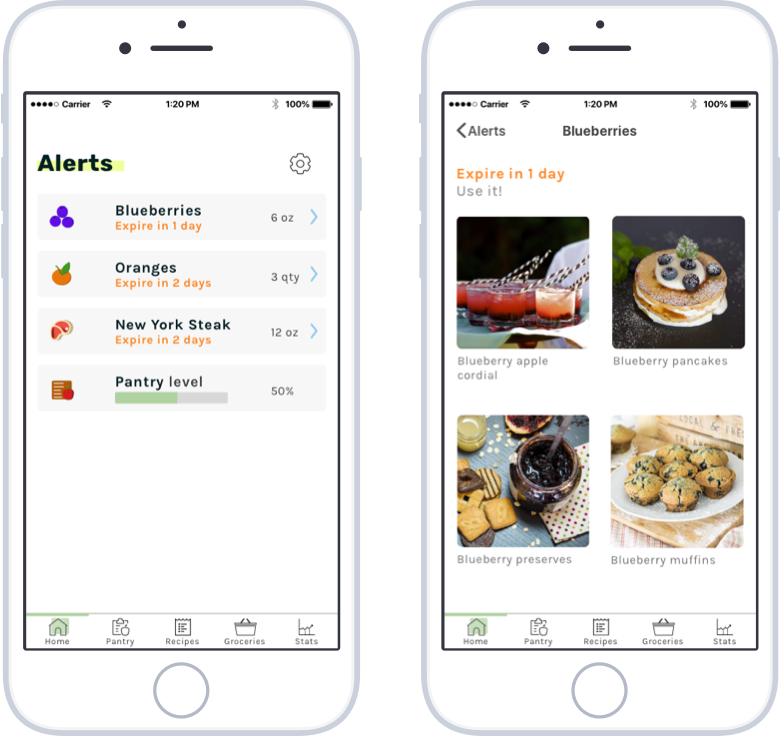 Carrier
1:20 PM
100%
Alerts
Blueberries
Expire in 1 day
6 oz
Oranges
Expire in 2 days
3 qty
New York Steak
Expire in 2 days
12 oz
Pantry level
50%
Home
Pantry
Recipes
Groceries
Stats
Carrier
1:20 PM
100%
Alerts
Blueberries
Expire in 1 day
Use it!
Blueberry apple
cordial
Blueberry pancakes
LOCAL & FRES
Blueberry preserves
Blueberry muffins
Home
Pantry
Recipes
Groceries
Stats